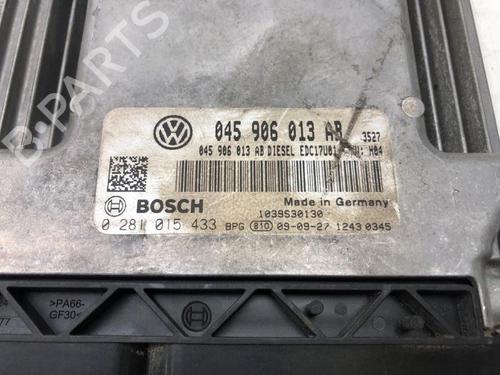 B-PARTS
045 906 013 AB 3527
045 906 013 AB DIESEL EDC17U01 M04
BOSCH Made in Germany
1039S30130
0 281 015 433 BPG 810 09-09-27 1243 0345
>PA66-
GF30<